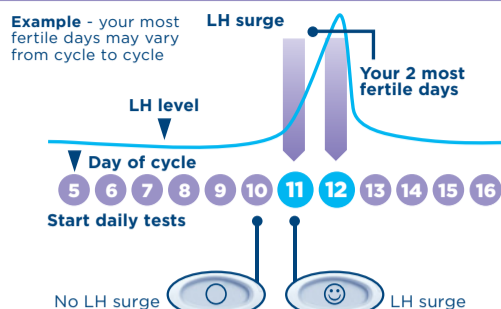 Example - your most
fertile days may vary
from cycle to cycle
LH surge
Your 2 most
fertile days
LH level
Day of cycle
5 6 7 8 9 10 11 12 13 14 15 16
Start daily tests
No LH surge
LH surge